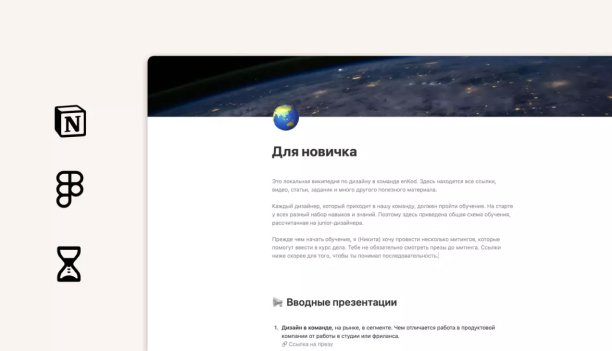 N
Для новичка
Это локальная википедия по дизайну в команде enKod. Здесь находятся все ссылки,
видео, статьи, задания и много другого полезного материала.
Каждый дизайнер, который приходит в нашу команду, должен пройти обучение. На старте
у всех разный набор навыков и знаний. Поэтому здесь приведена общая схема обучения,
рассчитанная на junior-дизайнера.
Прежде чем начать обучение, я (Никита) хочу провести несколько митингов, которые
помогут ввести в курс дела. Тебе не обязательно смотреть презы до митинга. Ссылки
ниже скорее для того, чтобы ты понимал последовательность.
Вводные презентации
1. Дизайн в команде, на рынке, в сегменте. Чем отличается работа в продуктовой
компании от работы в студии или фриланса.
Ссылка на презу